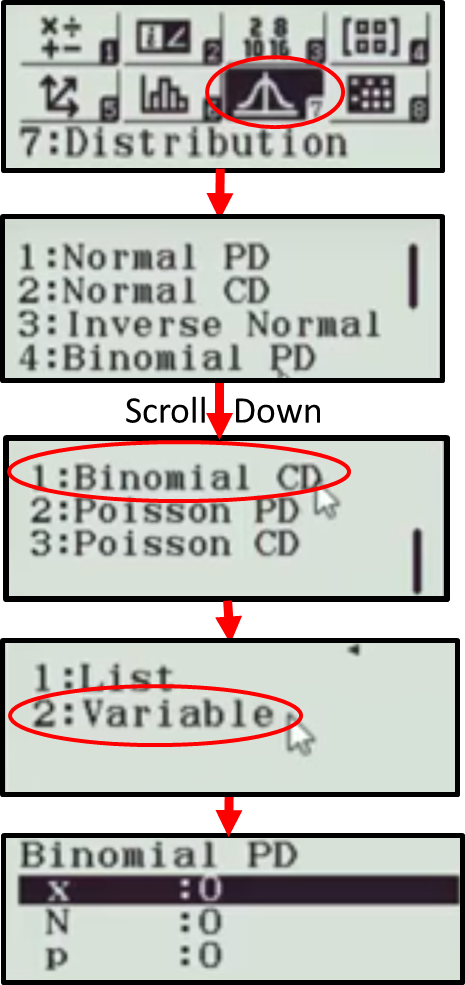 × ÷ − + 1 2 2 8 10 16 3 4
5 6 7 8
7:Distribution
1:Normal PD
2:Normal CD
3:Inverse Normal
4:Binomial PD
Scroll Down
1:Binomial CD
2:Poisson PD
3:Poisson CD
1:List
2:Variable
Binomial PD
x :0
N :0
p :0